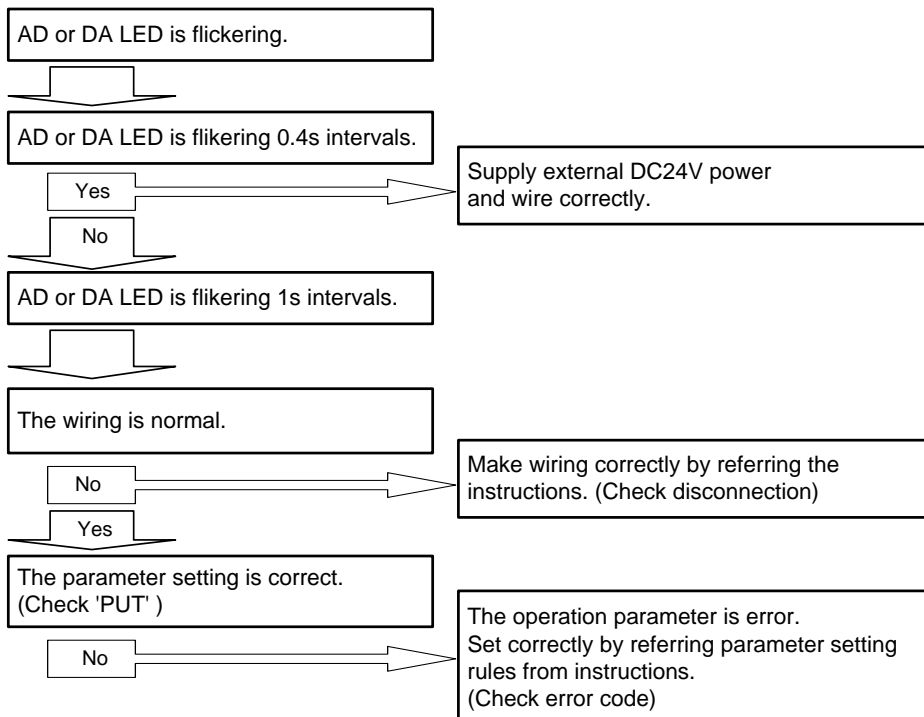 AD or DA LED is flickering.
AD or DA LED is flikering 0.4s intervals.
Yes
Supply external DC24V power
and wire correctly.
No
AD or DA LED is flikering 1s intervals.
The wiring is normal.
No
Make wiring correctly by referring the
instructions. (Check disconnection)
Yes
The parameter setting is correct.
(Check 'PUT' )
No
The operation parameter is error.
Set correctly by referring parameter setting
rules from instructions.
(Check error code)